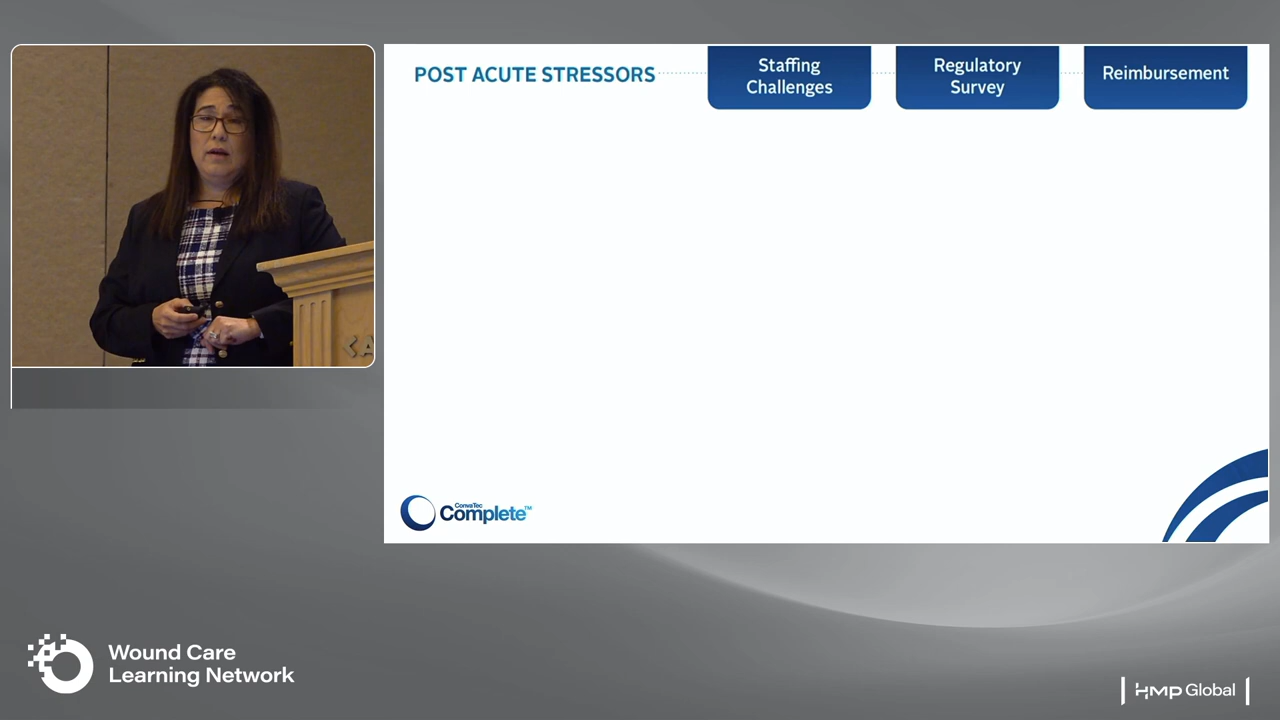 POST ACUTE STRESSORS
Staffing
Challenges
Regulatory
Survey
Reimbursement
ConvaTec
Complete™
Wound Care
Learning Network
HMP Global